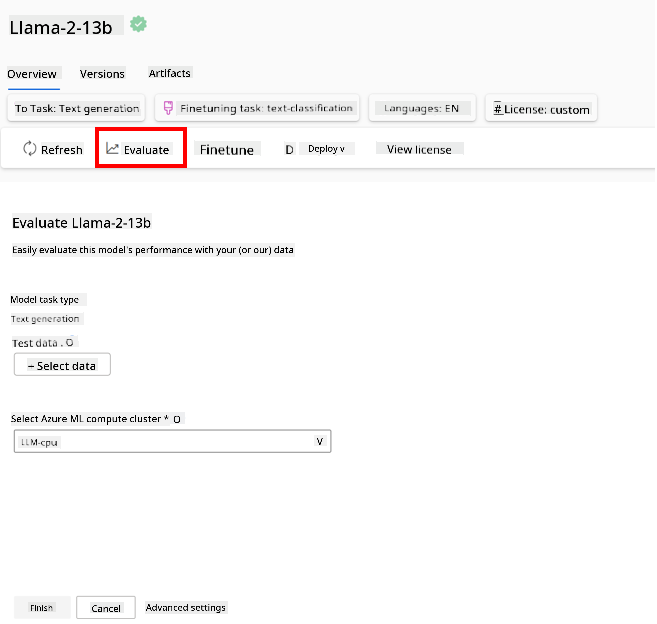 Llama-2-13b
Overview Versions Artifacts
To Task: Text generation Finetuning task: text-classification Languages: EN # License: custom
Refresh Evaluate Finetune D Deploy v View license
Evaluate Llama-2-13b
Easily evaluate this model's performance with your (or our) data
Model task type
Text generation
Test data . O
+ Select data
Select Azure ML compute cluster * O
LLM-cpu V
Finish Cancel Advanced settings